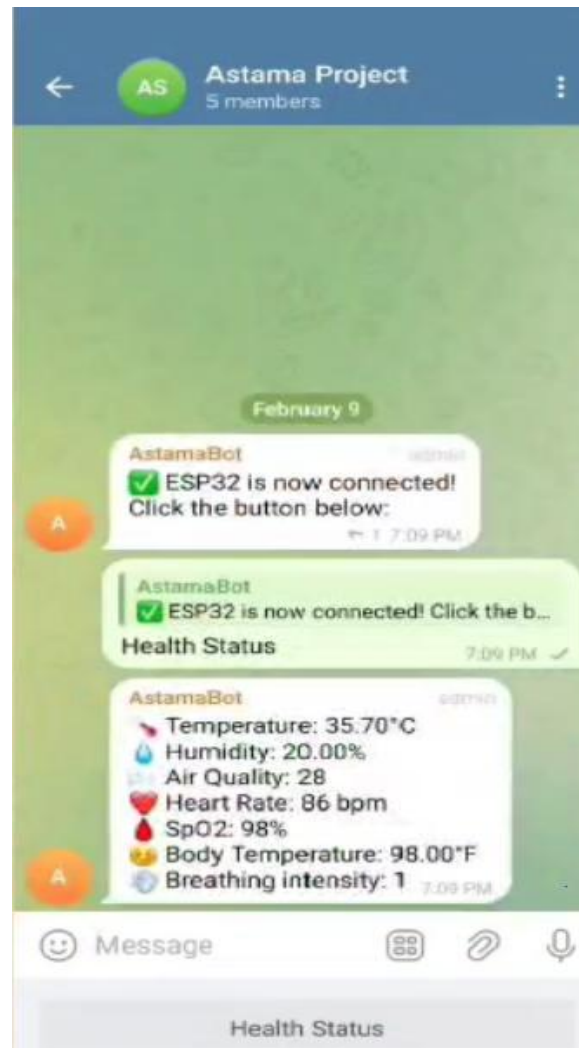 AS
Astama Project
5 members
February 9
AstamaBot admin
✅ ESP32 is now connected!
Click the button below:
1 7:09 PM
A
AstamaBot
✅ ESP32 is now connected! Click the b...
Health Status
7:09 PM
AstamaBot admin
Temperature: 35.70°C
Humidity: 20.00%
Air Quality: 28
Heart Rate: 86 bpm
SpO2: 98%
Body Temperature: 98.00°F
Breathing intensity: 1
7:09 PM
A
Message
Health Status